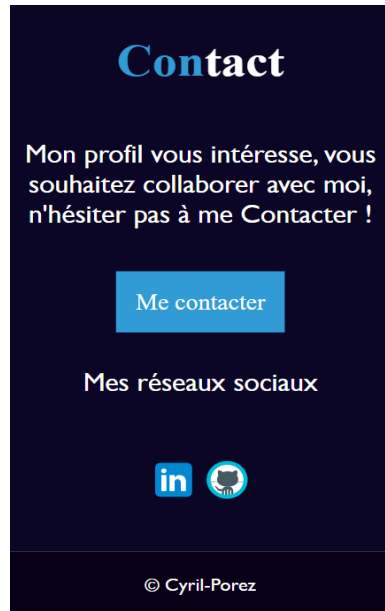 Contact
Mon profil vous intéresse, vous
souhaitez collaborer avec moi,
n'hésiter pas à me Contacter !
Me contacter
Mes réseaux sociaux
in
© Cyril-Porez